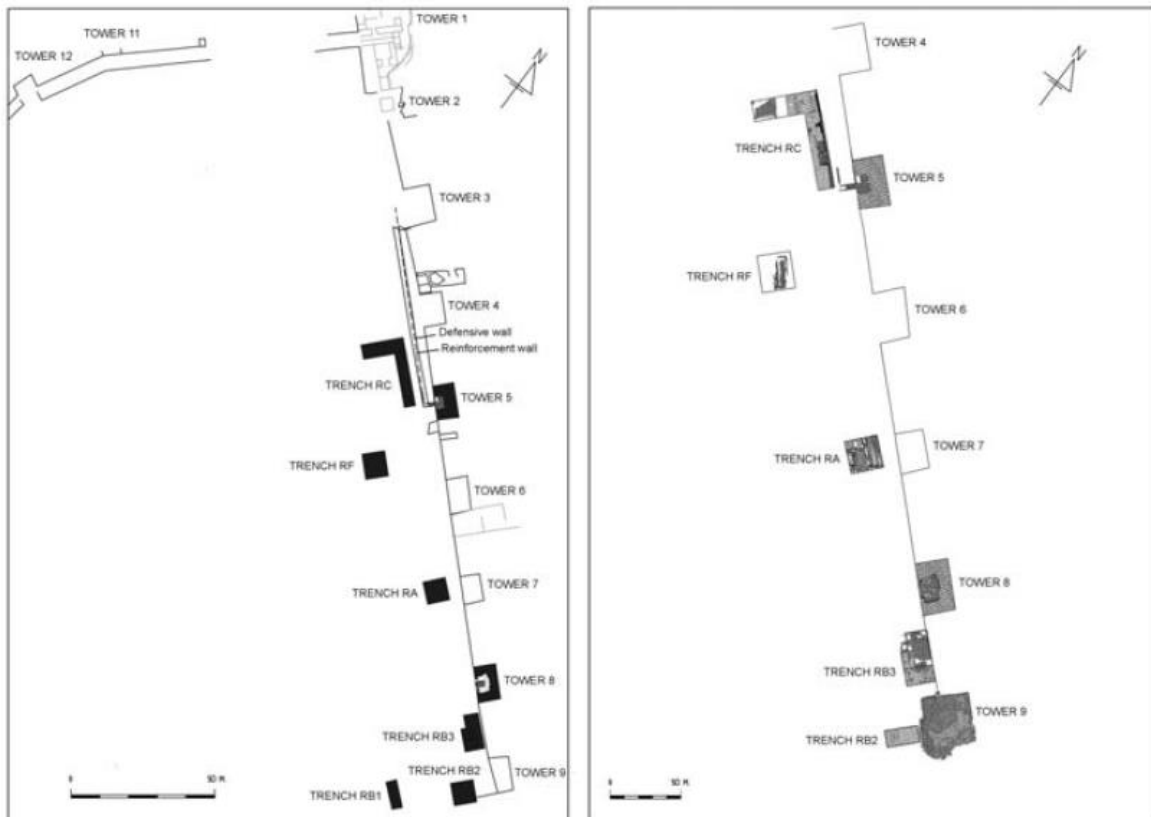 TOWER 1
TOWER 11
TOWER 12
TOWER 2
N
TOWER 3
TOWER 4
Defensive wall
Reinforcement wall
TRENCH RC
TOWER 5
TRENCH RF
TOWER 6
TOWER 7
TRENCH RA
TOWER 8
TRENCH RB3
TRENCH RB2
TOWER 9
TRENCH RB1
0 50 M.
TOWER 4
N
TRENCH RC
TOWER 5
TRENCH RF
TOWER 6
TOWER 7
TRENCH RA
TOWER 8
TRENCH RB3
TOWER 9
TRENCH RB2
0 50 M.